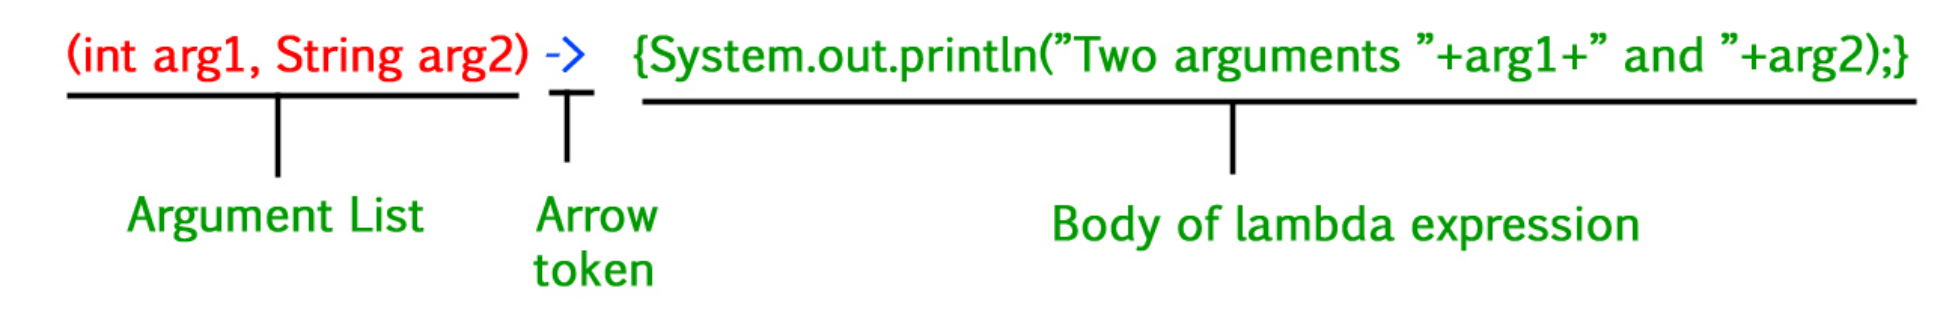 (int arg1, String arg2) -> {System.out.println(”Two arguments ”+arg1+” and ”+arg2);}
Argument List
Arrow
token
Body of lambda expression